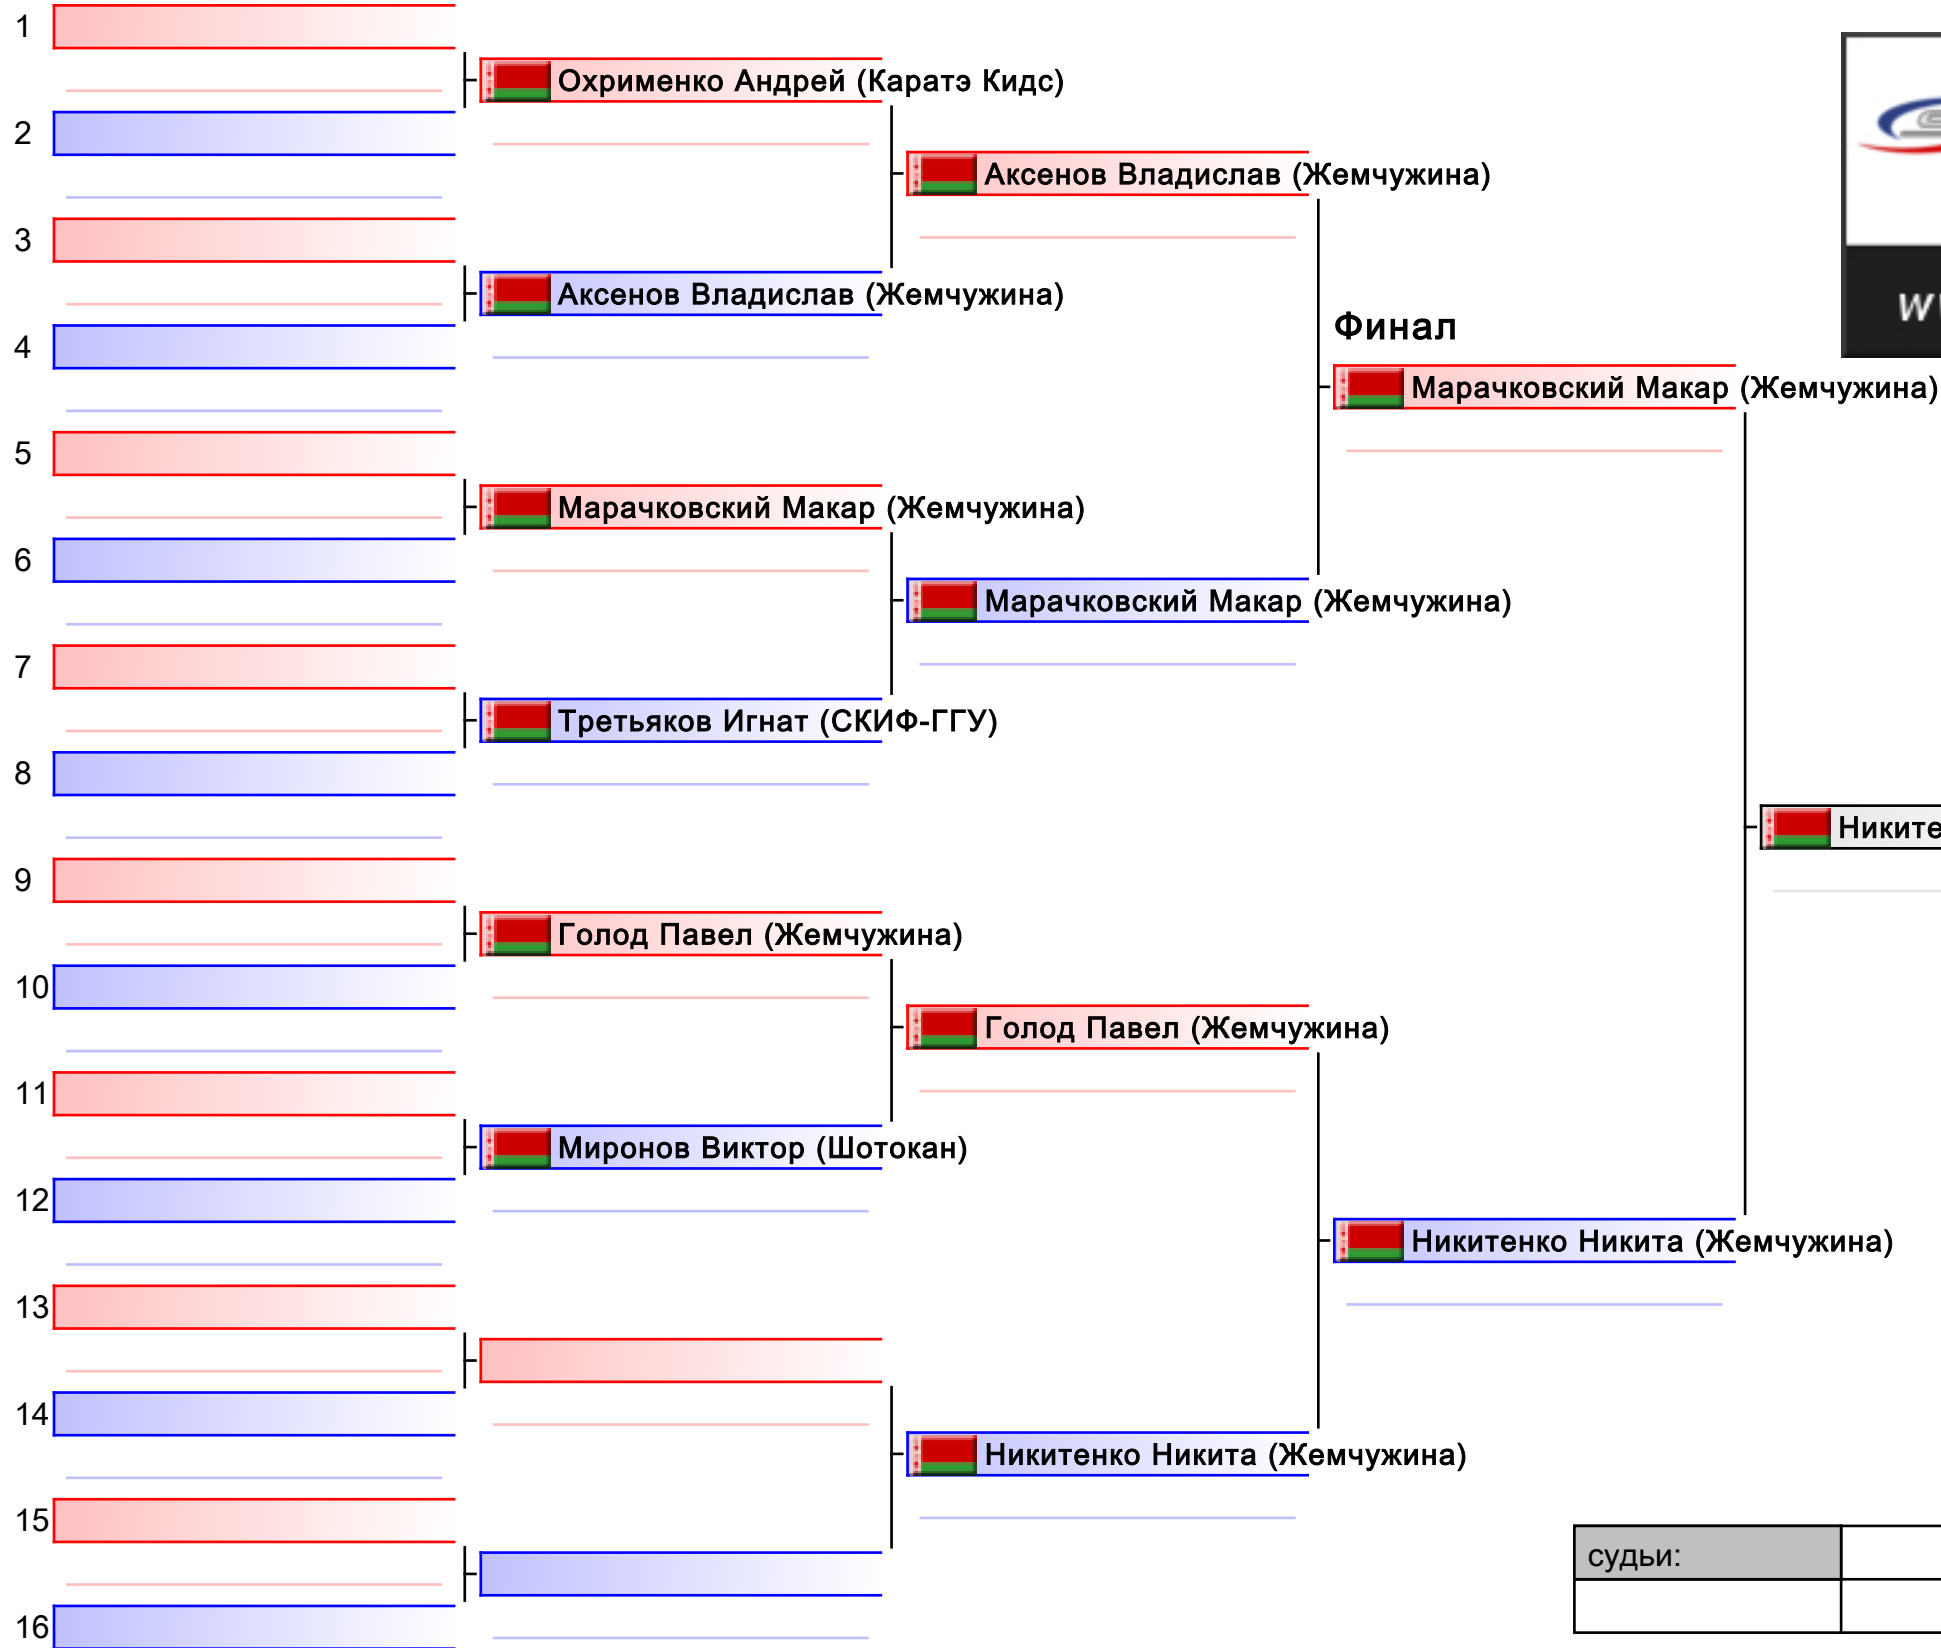 1
Охрименко Андрей (Каратэ Кидс)
2
Аксенов Владислав (Жемчужина)
3
Аксенов Владислав (Жемчужина)
4
Финал
Марачковский Макар (Жемчужина)
5
Марачковский Макар (Жемчужина)
6
Марачковский Макар (Жемчужина)
7
Третьяков Игнат (СКИФ-ГГУ)
8
9
Голод Павел (Жемчужина)
10
Голод Павел (Жемчужина)
11
Миронов Виктор (Шотокан)
12
Никитенко Никита (Жемчужина)
13
14
Никитенко Никита (Жемчужина)
15
судьи:
16